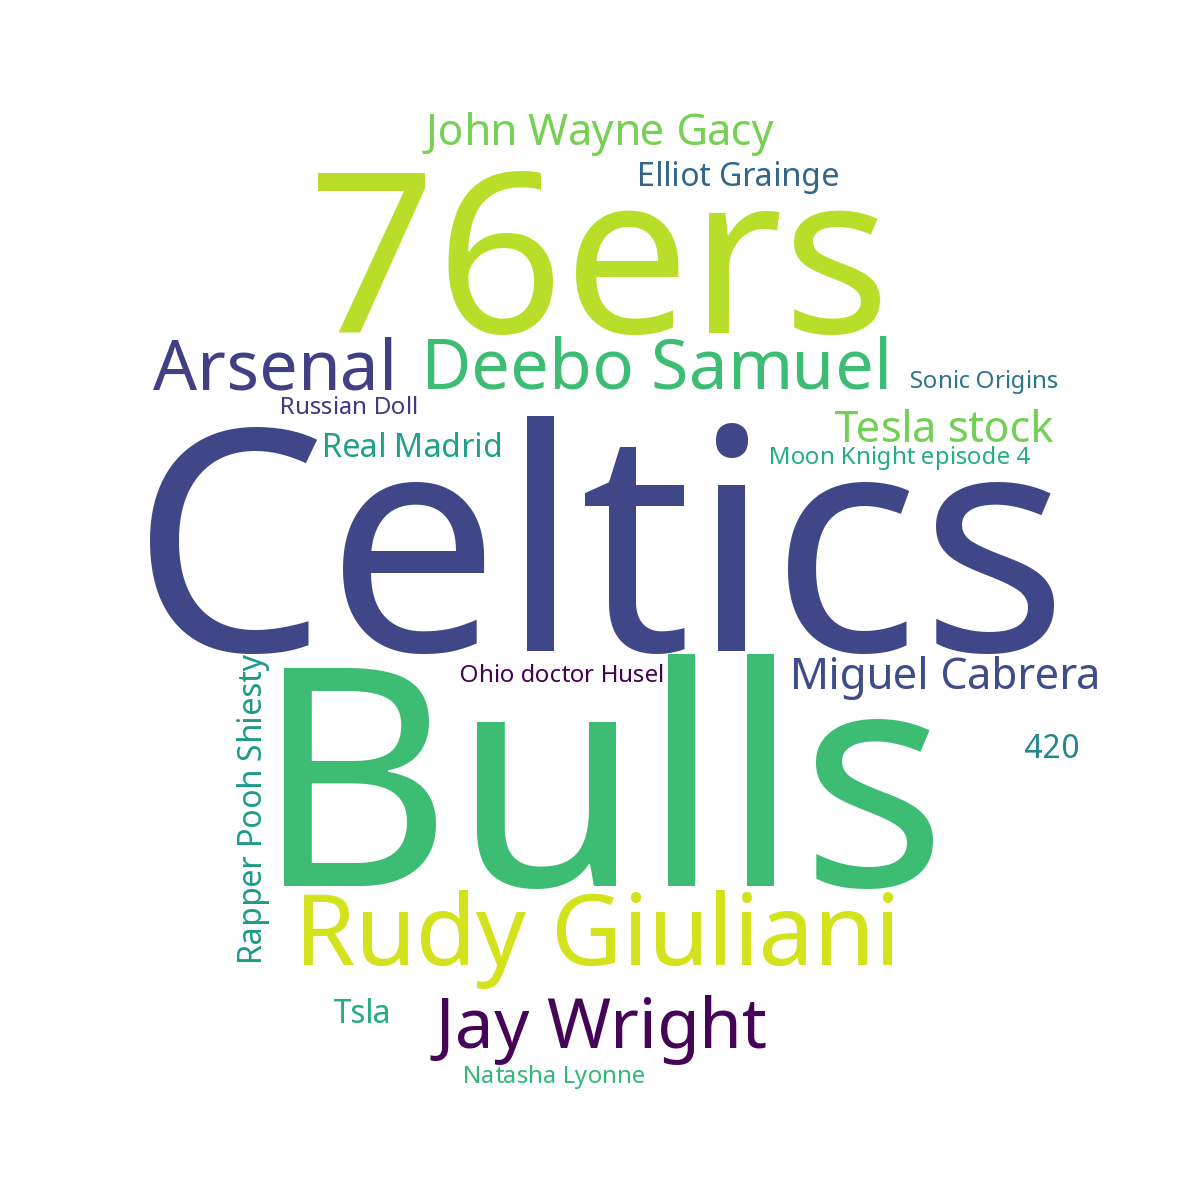 John Wayne Gacy
Elliot Grainge
76ers
Arsenal
Deebo Samuel
Sonic Origins
Russian Doll
Real Madrid
Tesla stock
Moon Knight episode 4
Celtics
Ohio doctor Husel
Miguel Cabrera
Rapper Pooh Shiesty
Bulls
420
Rudy Giuliani
Tsla
Jay Wright
Natasha Lyonne